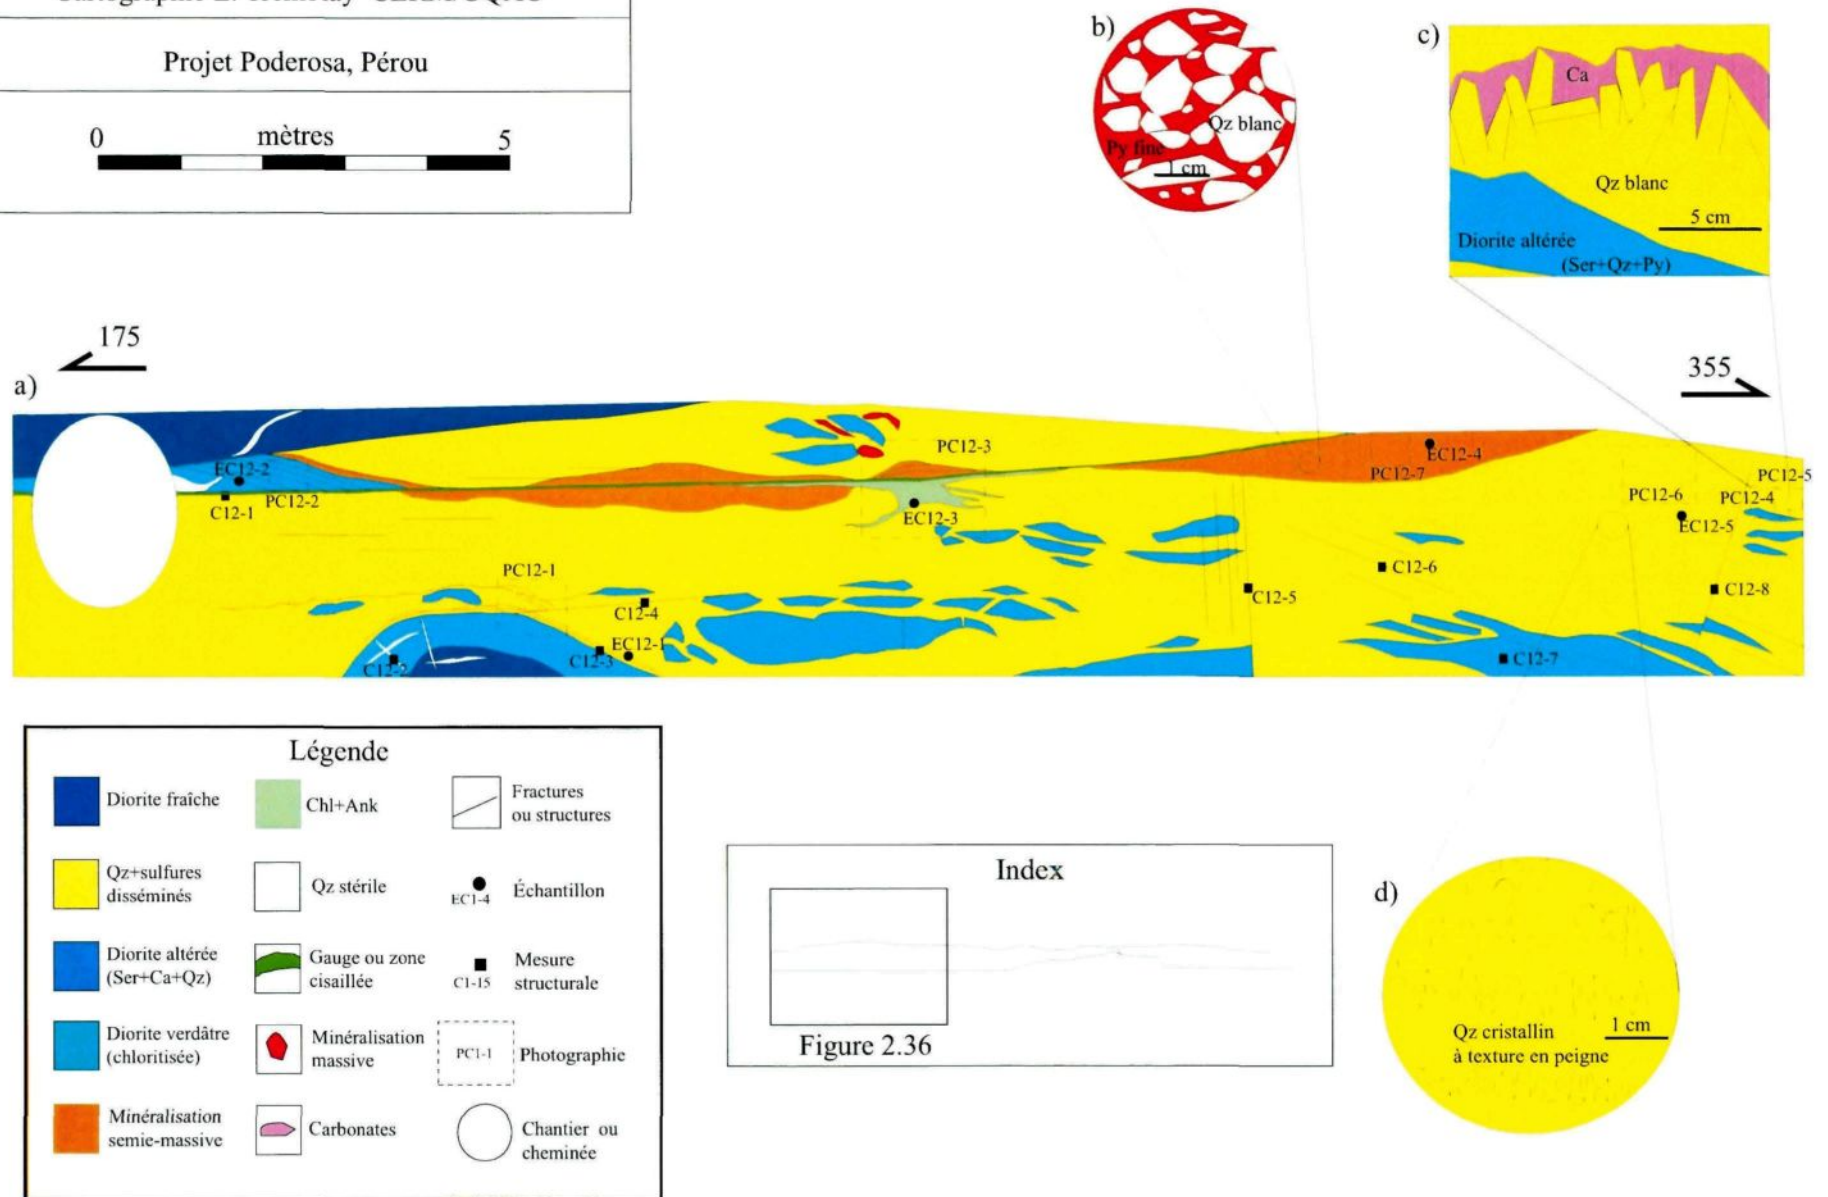 Projet Poderosa, Pérou
0 mètres 5
b)
Qz blanc
Py fine
1 cm
c)
Ca
Qz blanc
5 cm
Diorite altérée
(Ser+Qz+Py)
175
355
a)
PC12-3
EC12-4
PC12-7
EC12-2
PC12-2
C12-1
EC12-3
PC12-5
PC12-6
PC12-4
EC12-5
PC12-1
C12-6
C12-5
C12-8
C12-4
EC12-1
C12-2
C12-3
C12-7
Légende
Diorite fraîche
Qz+sulfures
disséminés
Diorite altérée
(Ser+Ca+Qz)
Diorite verdâtre
(chloritisée)
Minéralisation
semie-massive
Chl+Ank
Qz stérile
Gauge ou zone
cisaillée
Minéralisation
massive
Carbonates
Fractures
ou structures
EC1-4
Échantillon
C1-15
Mesure
structurale
PC1-1
Photographie
Chantier ou
cheminée
Index
Figure 2.36
d)
1 cm
Qz cristallin
à texture en peigne